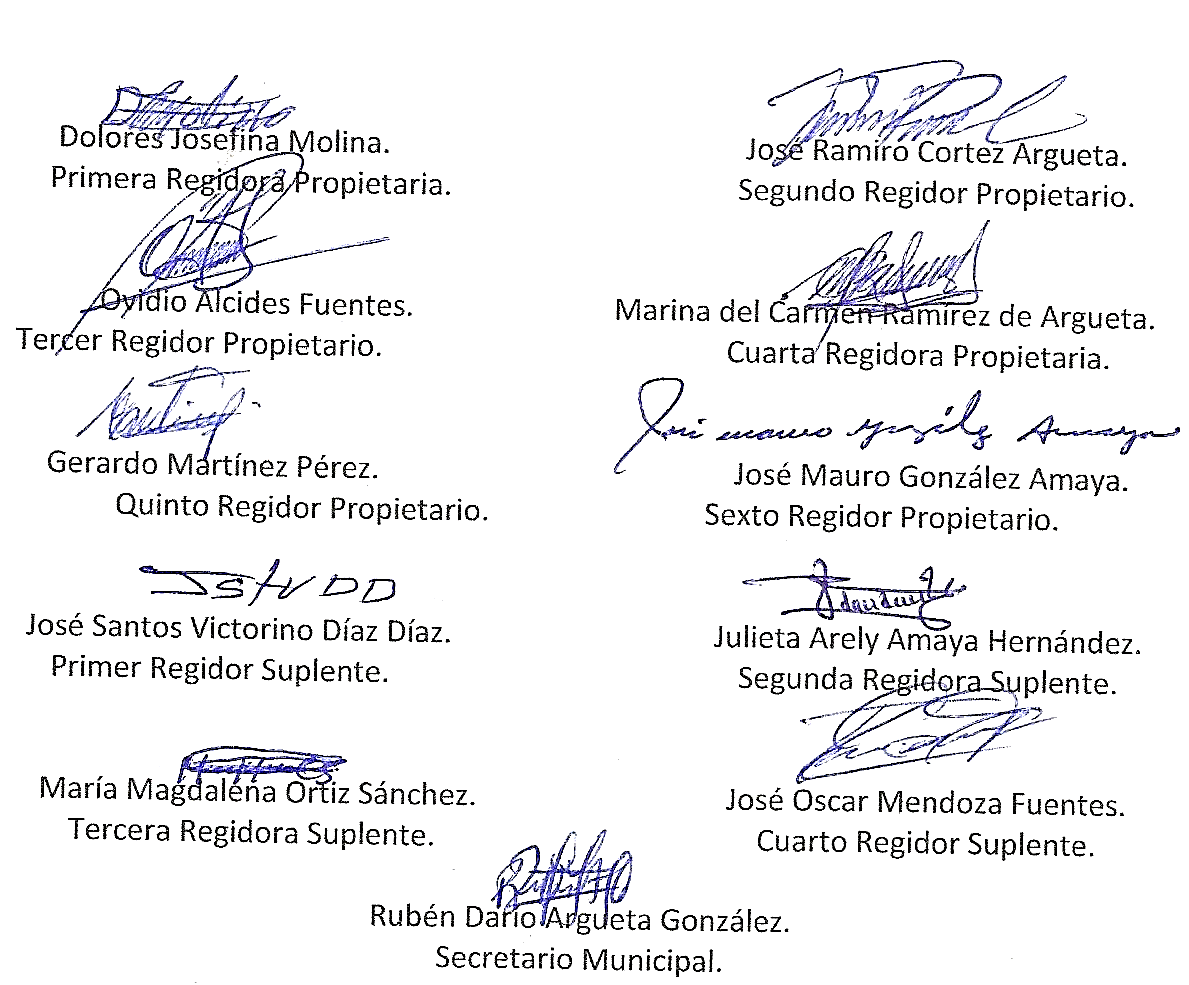 Dolores Josefina Molina.
Primera Regidora Propietaria.
José Ramiro Cortez Argueta.
Segundo Regidor Propietario.
Ovidio Alcides Fuentes.
Tercer Regidor Propietario.
Marina del Carmen Ramírez de Argueta.
Cuarta Regidora Propietaria.
Gerardo Martínez Pérez.
Quinto Regidor Propietario.
José mauro González Amaya
José Mauro González Amaya.
Sexto Regidor Propietario.
JSVDD
José Santos Victorino Díaz Díaz.
Primer Regidor Suplente.
Julieta Arely Amaya Hernández.
Segunda Regidora Suplente.
María Magdalena Ortiz Sánchez.
Tercera Regidora Suplente.
José Oscar Mendoza Fuentes.
Cuarto Regidor Suplente.
Rubén Darío Argueta González.
Secretario Municipal.